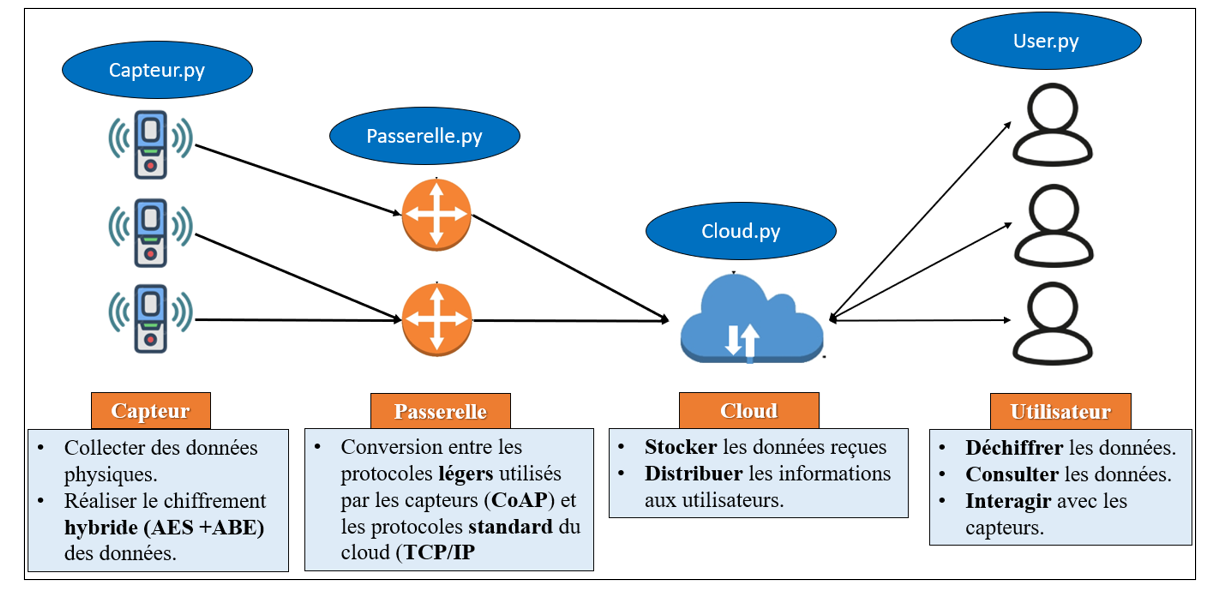 Capteur.py
Passerelle.py
Cloud.py
User.py
Capteur
• Collecter des données
physiques.
• Réaliser le chiffrement
hybride (AES +ABE)
des données.
Passerelle
• Conversion entre les
protocoles légers utilisés
par les capteurs (CoAP) et
les protocoles standard du
cloud (TCP/IP
Cloud
• Stocker les données reçues
• Distribuer les informations
aux utilisateurs.
Utilisateur
• Déchiffrer les données.
• Consulter les données.
• Interagir avec les
capteurs.